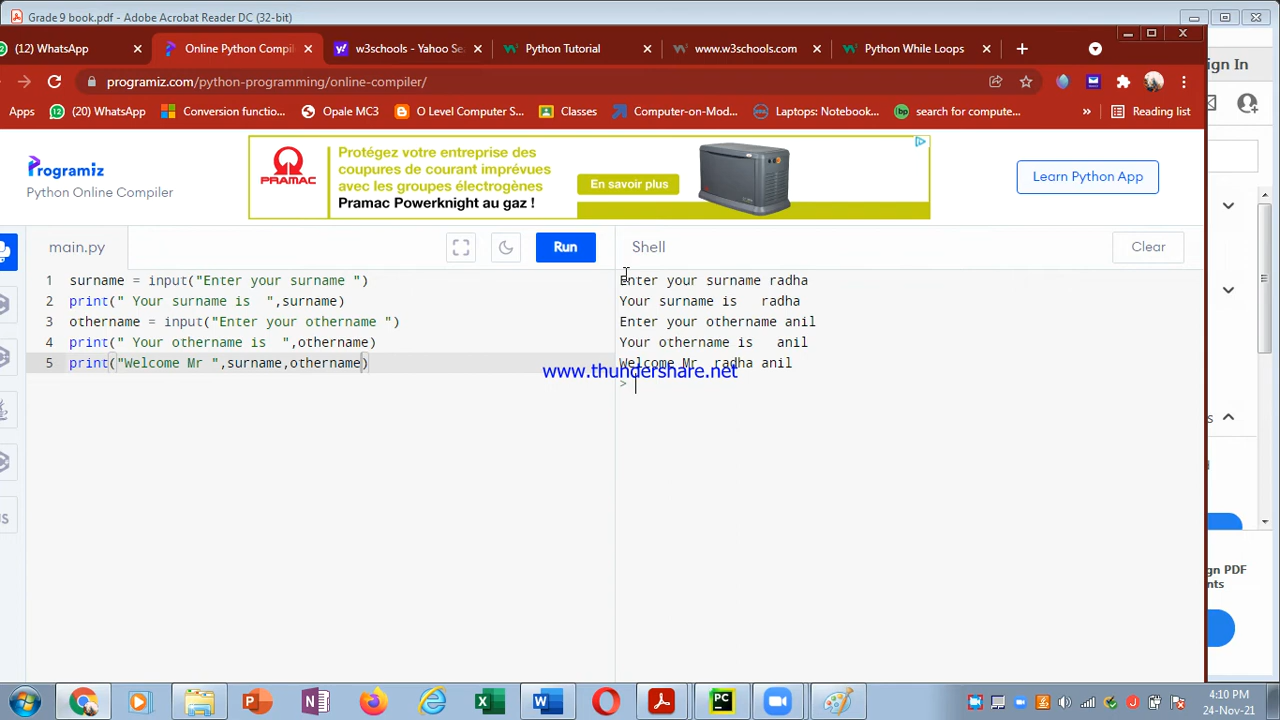 Grade 9 book.pdf - Adobe Acrobat Reader DC (32-bit)
(12) WhatsApp
Online Python Compil
w3schools - Yahoo Se
Python Tutorial
www.w3schools.com
Python While Loops
programiz.com/python-programming/online-compiler/
Apps
(20) WhatsApp
Conversion functio...
Opale MC3
O Level Computer S...
Classes
Computer-on-Mod...
Laptops: Notebook...
search for compute...
Reading list
gn In
Programiz
Python Online Compiler
PRAMAC
Protégez votre entreprise des
coupures de courant imprévues
avec les groupes électrogènes
Pramac Powerknight au gaz !
En savoir plus
Learn Python App
main.py
Run
Shell
Clear
1 surname = input("Enter your surname ")
2 print(" Your surname is  ",surname)
3 othername = input("Enter your othername ")
4 print(" Your othername is  ",othername)
5 print("Welcome Mr ",surname,othername)
Enter your surname radha
Your surname is   radha
Enter your othername anil
Your othername is   anil
Welcome Mr  radha anil
>
www.thundershare.net
gn PDF
nts
4:10 PM
24-Nov-21